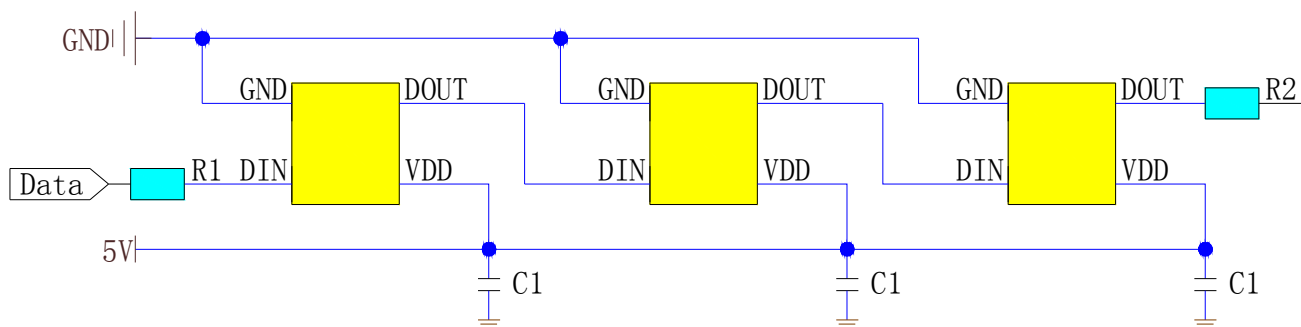 GND
GND DOUT GND DOUT GND DOUT R2
Data R1 DIN VDD DIN VDD DIN VDD
5V
C1 C1 C1